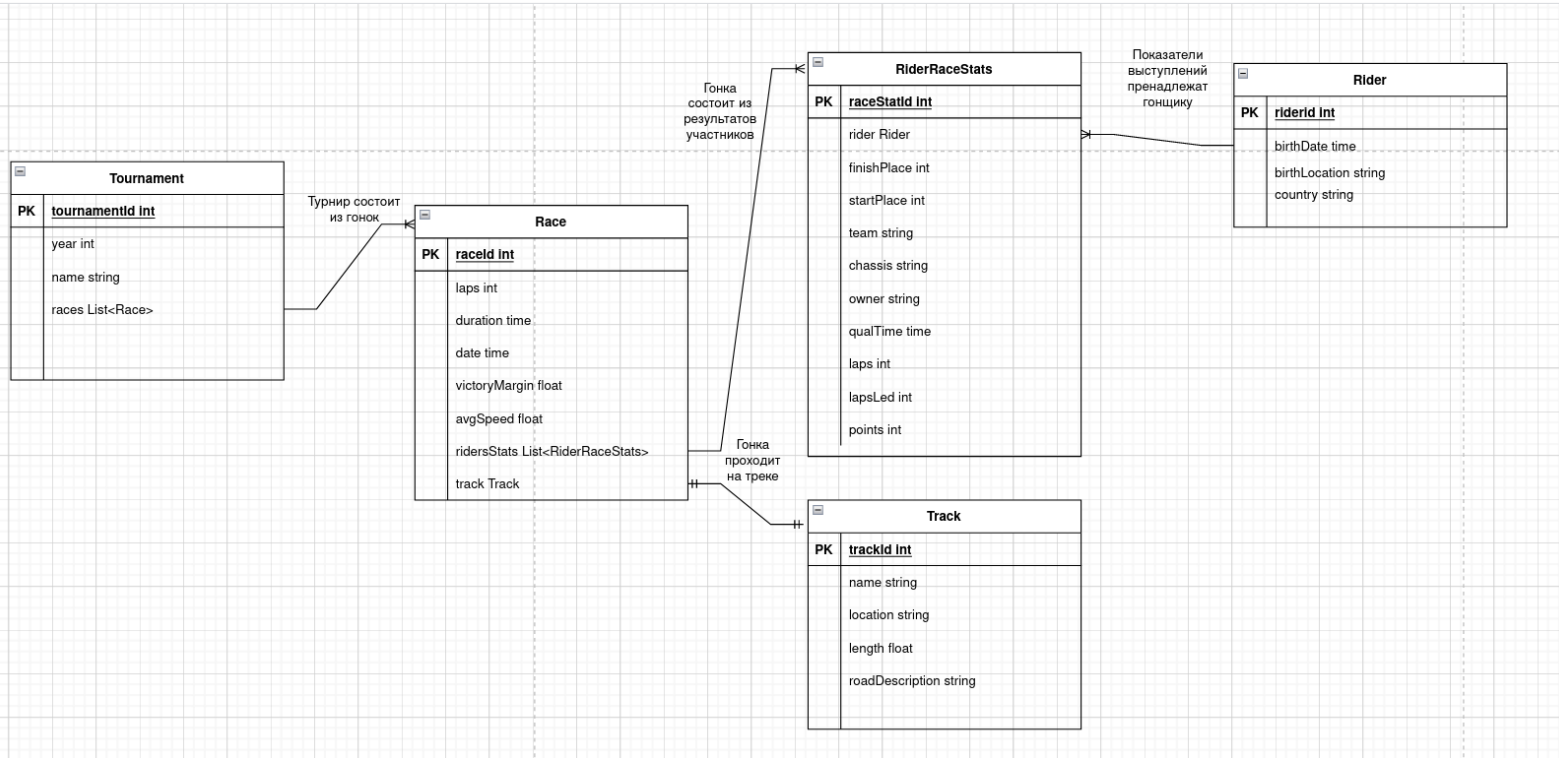 Tournament
PK tournamentId int
year int
name string
races List<Race>
Турнир состоит
из гонок
Race
PK raceId int
laps int
duration time
date time
victoryMargin float
avgSpeed float
ridersStats List<RiderRaceStats>
track Track
Гонка
состоит из
результатов
участников
Гонка
проходит
на треке
RiderRaceStats
PK raceStatId int
rider Rider
finishPlace int
startPlace int
team string
chassis string
owner string
qualTime time
laps int
lapsLed int
points int
Track
PK trackId int
name string
location string
length float
roadDescription string
Показатели
выступлений
пренадлежат
гонщику
Rider
PK riderid int
birthDate time
birthLocation string
country string